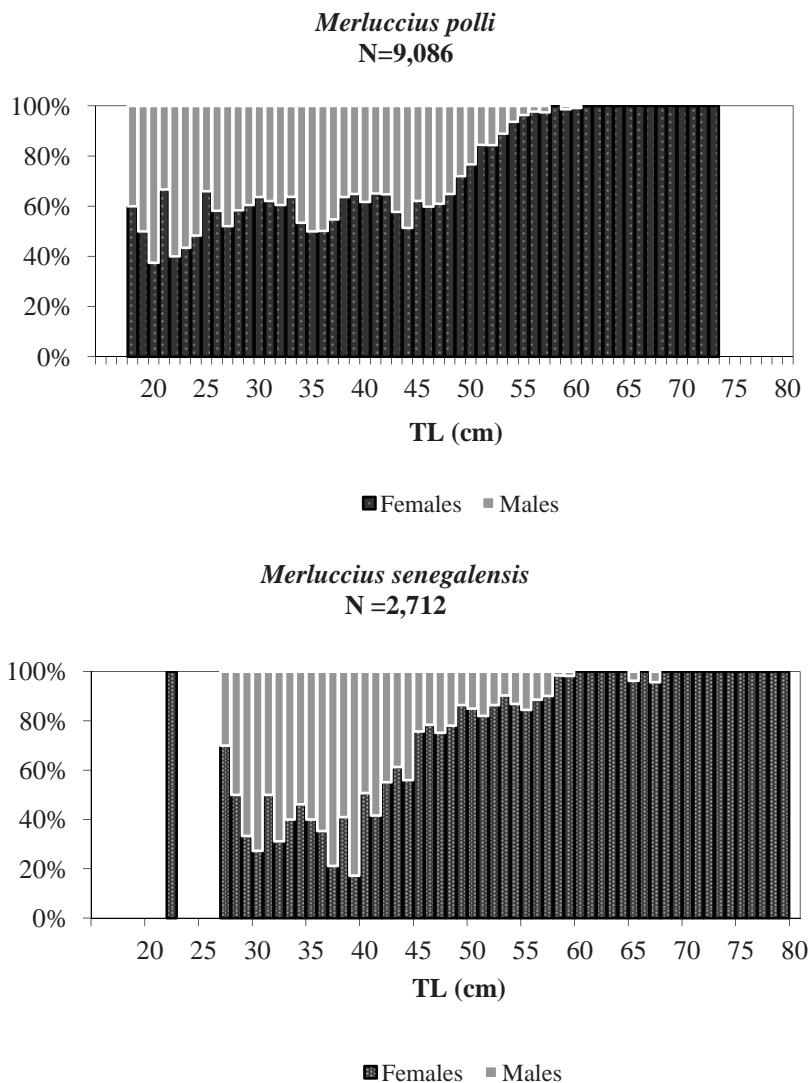 Merluccius polli
N=9,086
100%
80%
60%
40%
20%
0%
20 25 30 35 40 45 50 55 60 65 70 75 80
TL (cm)
Females Males
Merluccius senegalensis
N =2,712
100%
80%
60%
40%
20%
0%
20 25 30 35 40 45 50 55 60 65 70 75 80
TL (cm)
Females Males